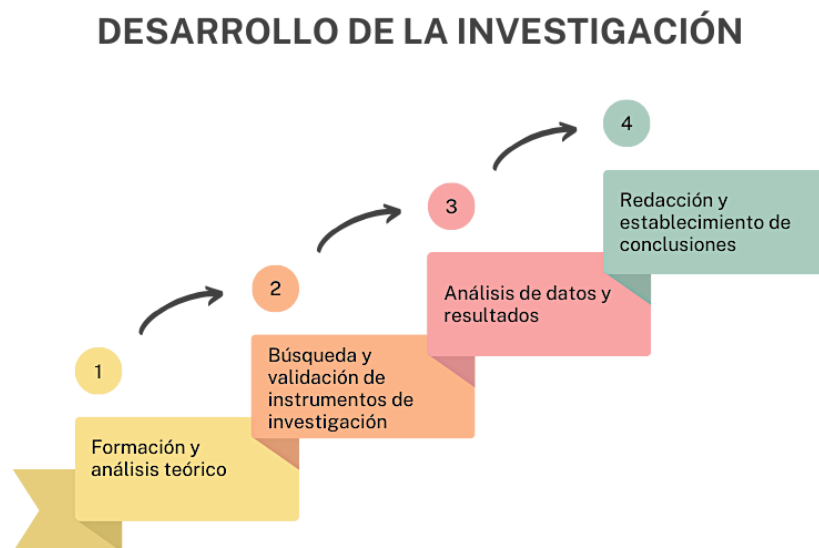 DESARROLLO DE LA INVESTIGACIÓN
1
Formación y
análisis teórico
2
Búsqueda y
validación de
instrumentos de
investigación
3
Análisis de datos y
resultados
4
Redacción y
establecimiento de
conclusiones